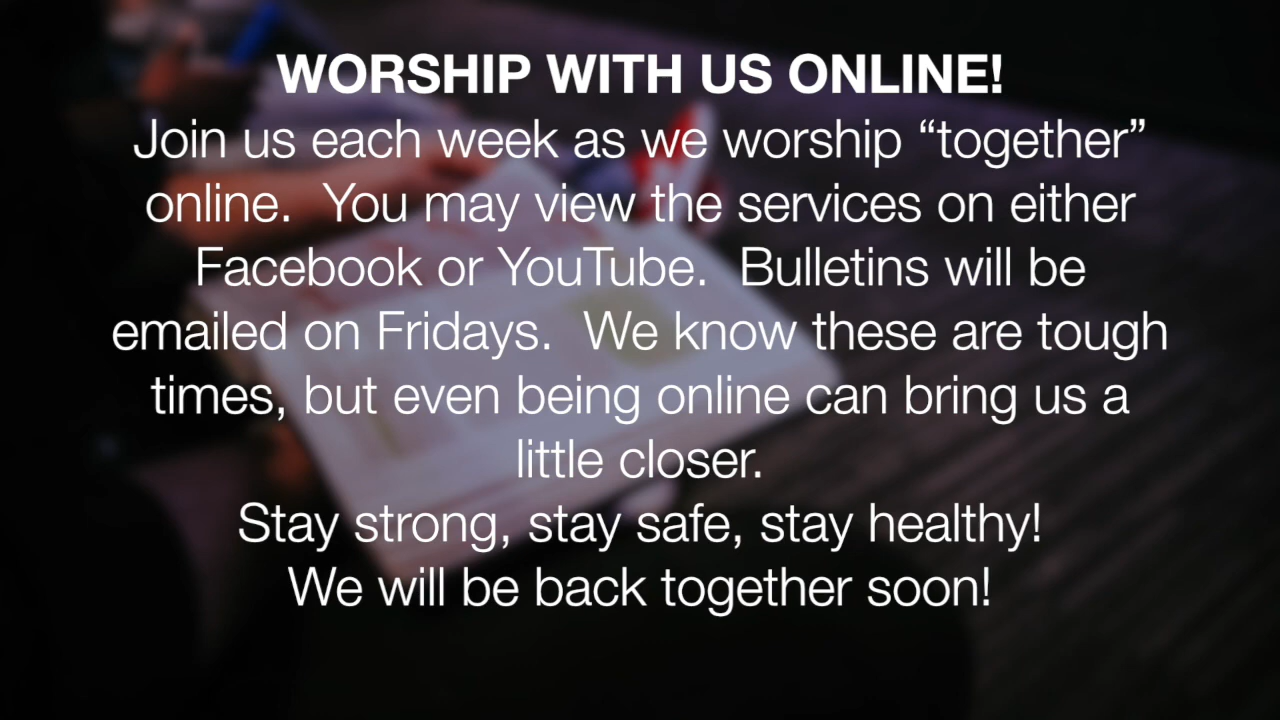 WORSHIP WITH US ONLINE!
Join us each week as we worship “together”
online.  You may view the services on either
Facebook or YouTube.  Bulletins will be
emailed on Fridays.  We know these are tough
times, but even being online can bring us a
little closer.
Stay strong, stay safe, stay healthy!
We will be back together soon!